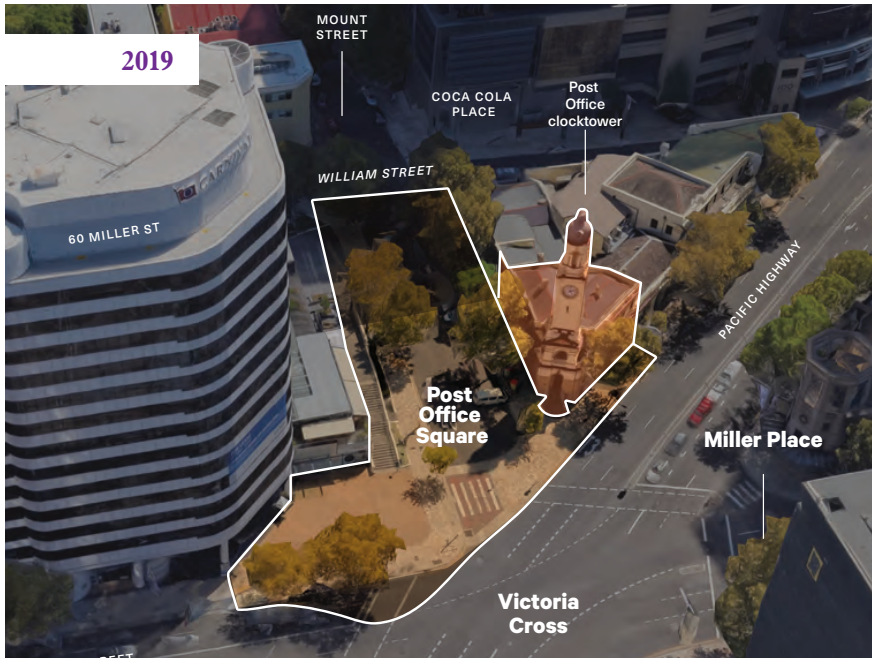 2019
MOUNT
STREET
COCA COLA
PLACE
Post
Office
clocktower
WILLIAM STREET
60 MILLER ST
PACIFIC HIGHWAY
Post
Office
Square
Miller Place
Victoria
Cross